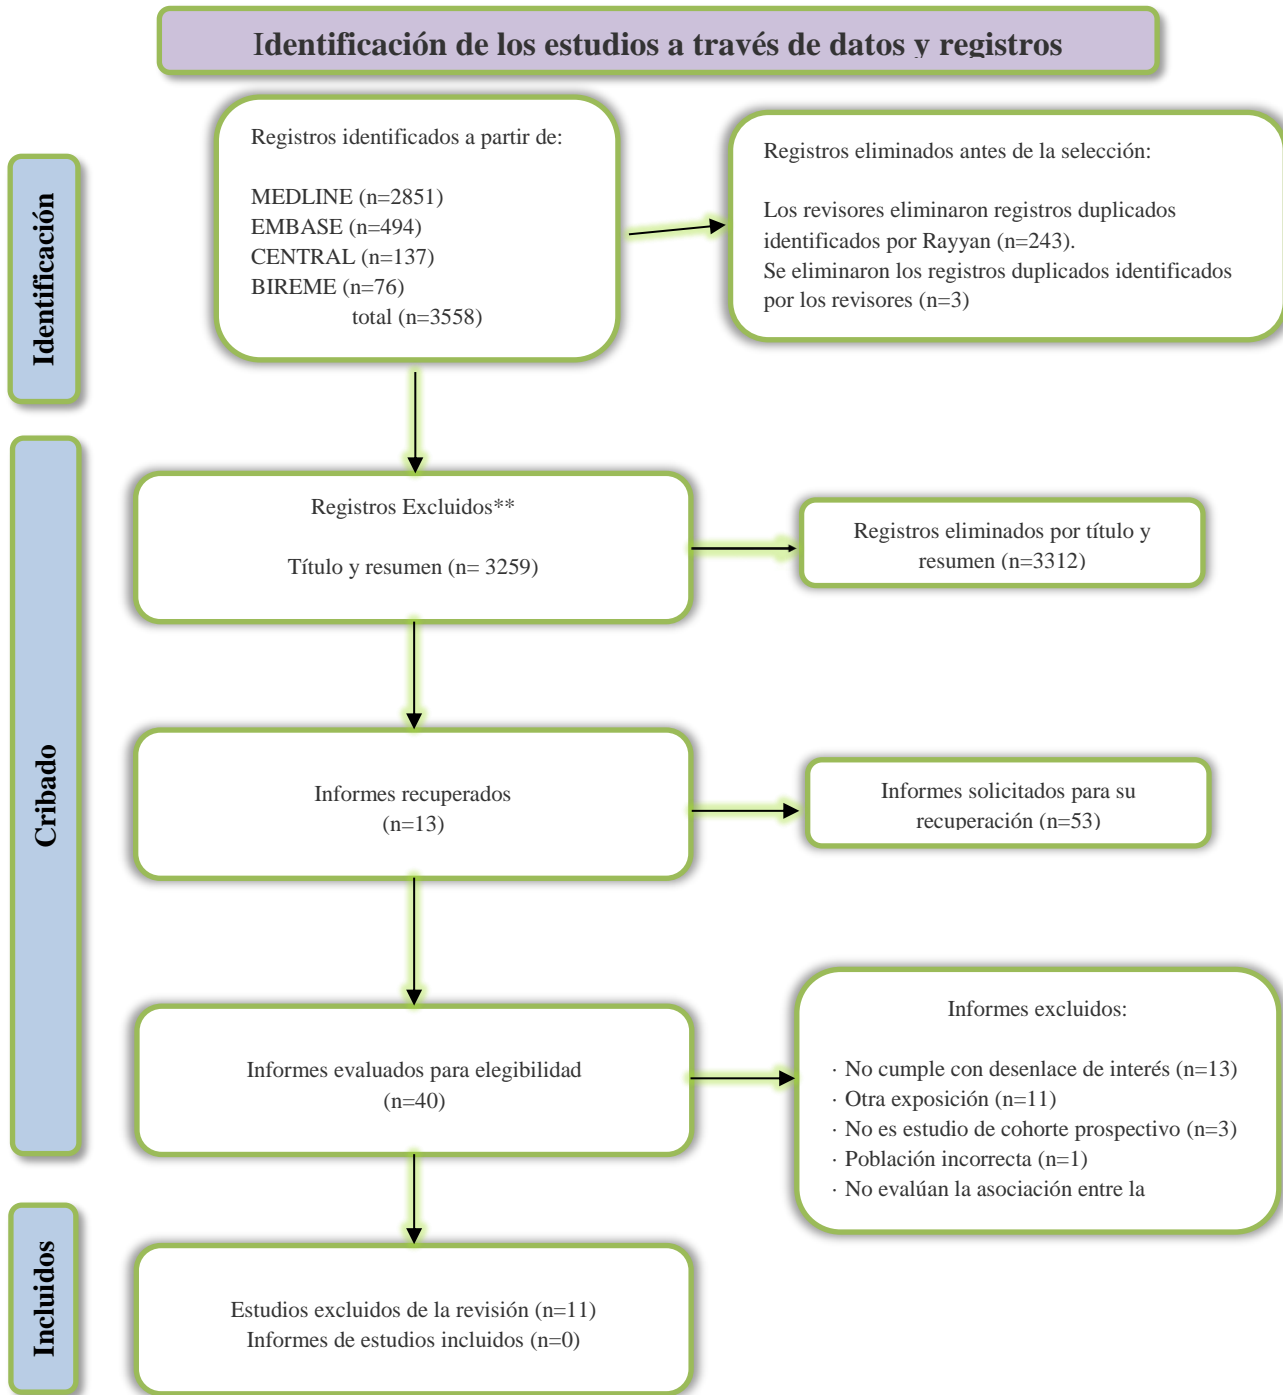 Identificación de los estudios a través de datos y registros
Identificación
Registros identificados a partir de:
MEDLINE (n=2851)
EMBASE (n=494)
CENTRAL (n=137)
BIREME (n=76)
total (n=3558)
Registros eliminados antes de la selección:
Los revisores eliminaron registros duplicados
identificados por Rayyan (n=243).
Se eliminaron los registros duplicados identificados
por los revisores (n=3)
Cribado
Registros Excluidos**
Título y resumen (n= 3259)
Registros eliminados por título y
resumen (n=3312)
Informes recuperados
(n=13)
Informes solicitados para su
recuperación (n=53)
Informes evaluados para elegibilidad
(n=40)
Informes excluidos:
· No cumple con desenlace de interés (n=13)
· Otra exposición (n=11)
· No es estudio de cohorte prospectivo (n=3)
· Población incorrecta (n=1)
· No evalúan la asociación entre la
Incluidos
Estudios excluidos de la revisión (n=11)
Informes de estudios incluidos (n=0)